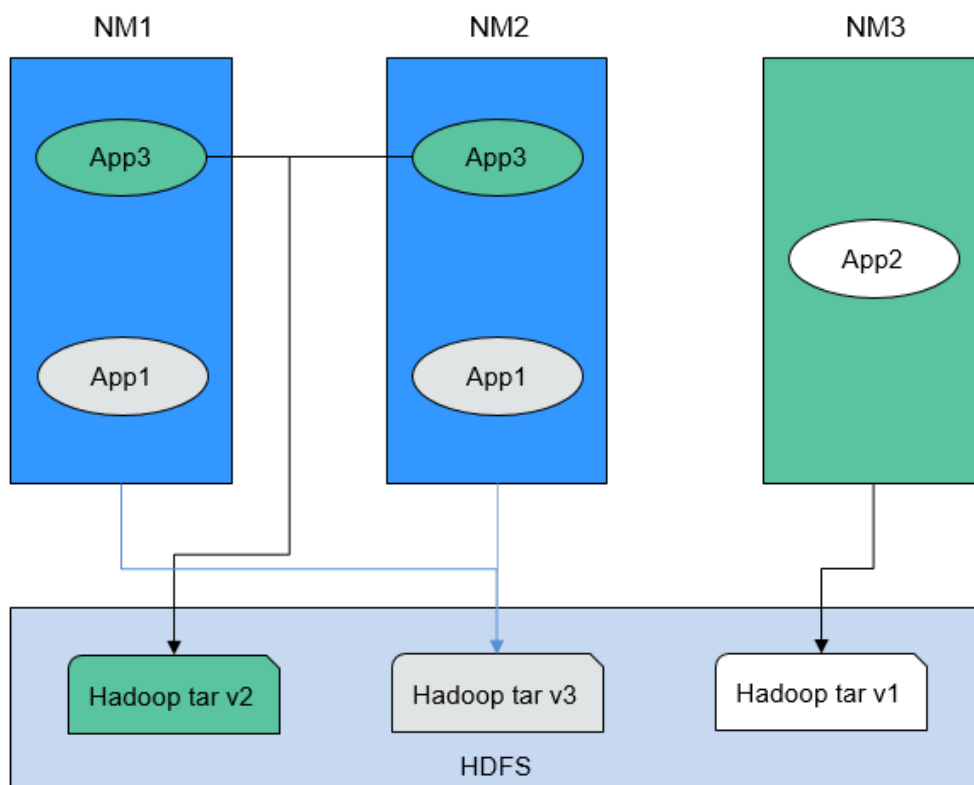 NM1
NM2
NM3
App3
App3
App2
App1
App1
Hadoop tar v2
Hadoop tar v3
Hadoop tar v1
HDFS